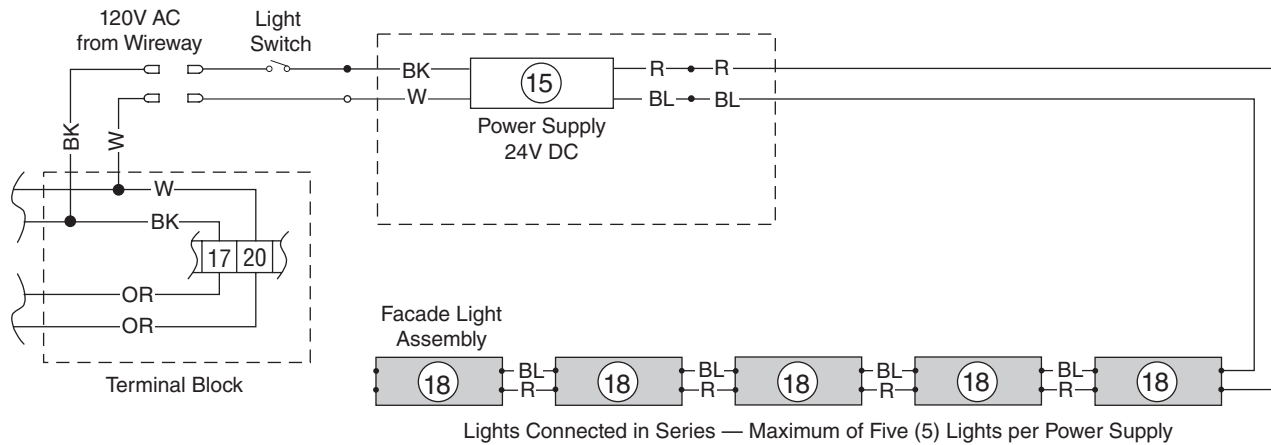 120V AC
from Wireway
Light
Switch
BK
15
R
R
W
BL
BL
Power Supply
24V DC
BK
W
W
BK
17
20
OR
OR
Terminal Block
Facade Light
Assembly
18
BL
R
18
BL
R
18
BL
R
18
BL
R
18
Lights Connected in Series — Maximum of Five (5) Lights per Power Supply